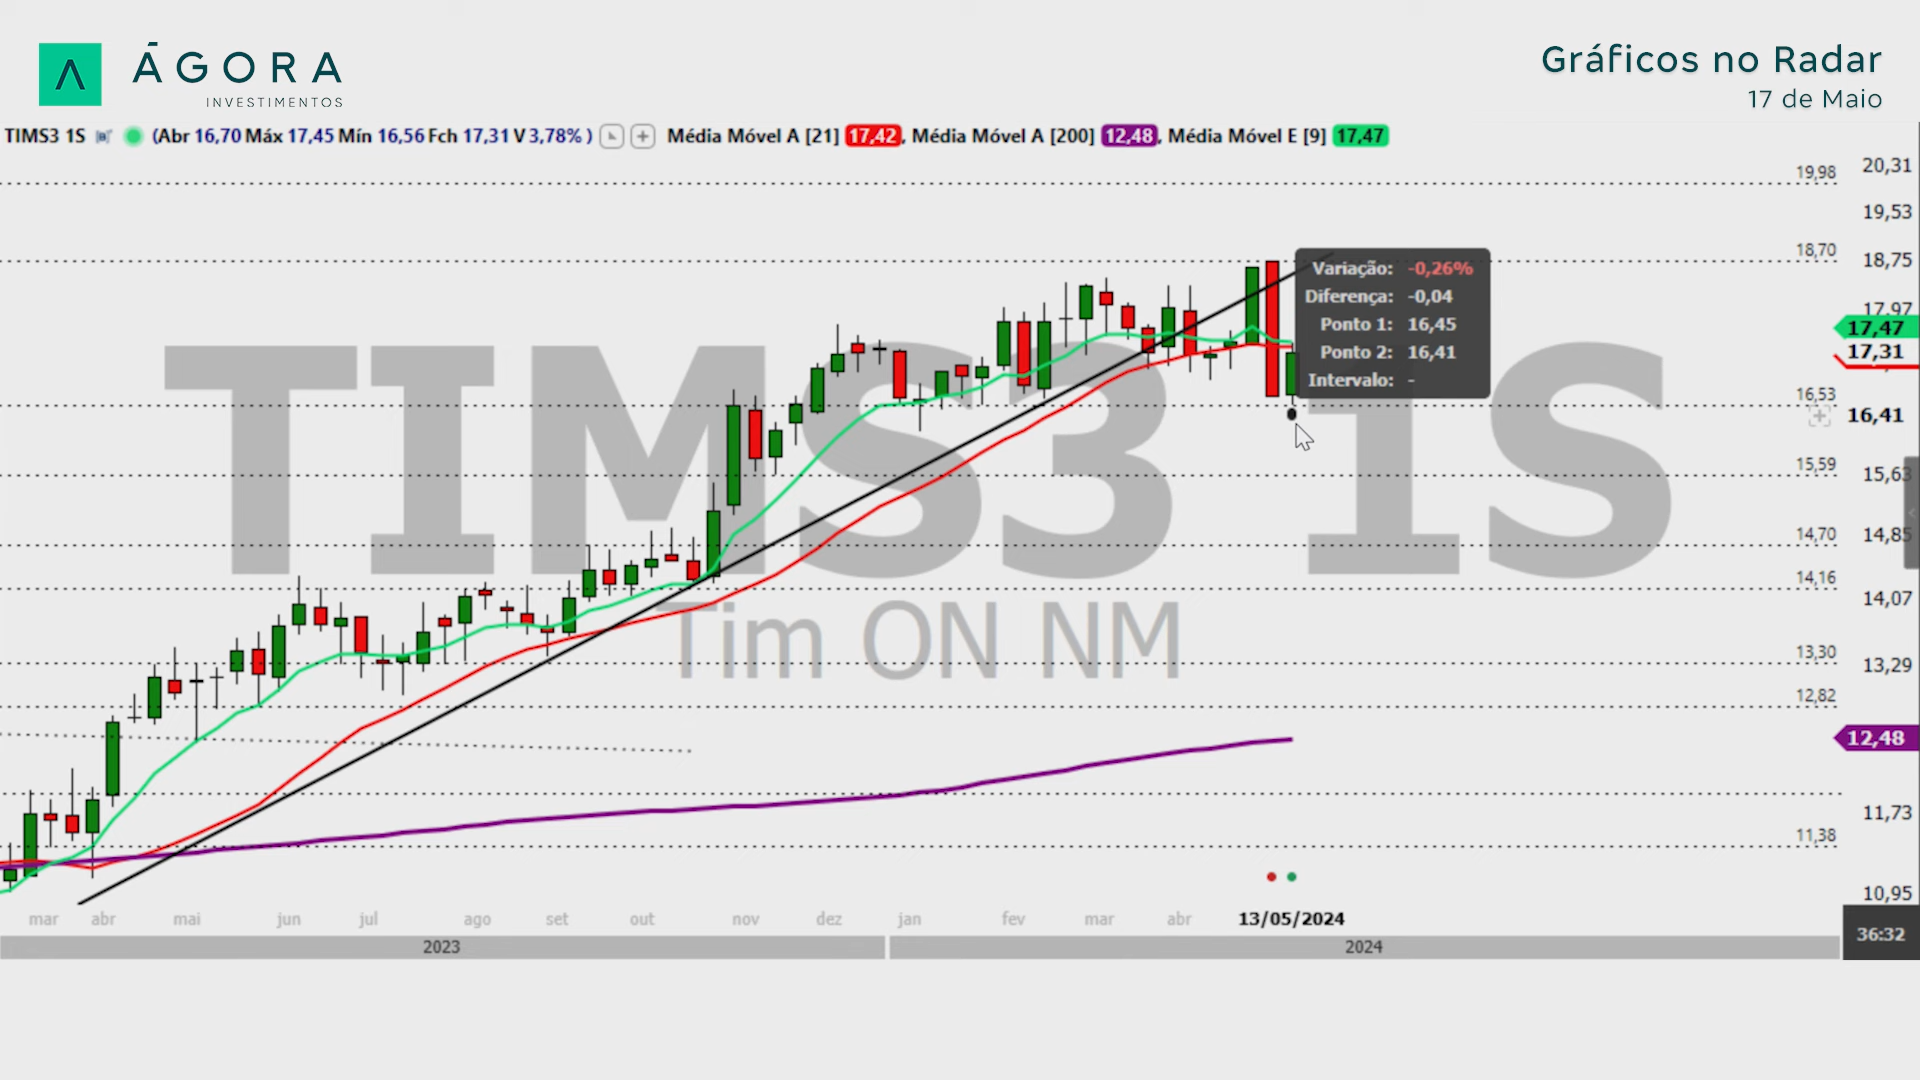 ÁGORA
INVESTIMENTOS
Gráficos no Radar
17 de Maio
TIMS3 1S (Abr 16,70 Máx 17,45 Mín 16,56 Fch 17,31 V 3,78% ) Média Móvel A [21] 17,42, Média Móvel A [200] 12,48, Média Móvel E [9] 17,47
20,31
19,98
19,53
18,70
18,75
17,97
17,47
17,31
16,53
16,41
15,59
15,63
14,70
14,85
14,16
14,07
13,30
13,29
12,82
12,48
11,73
11,38
10,95
Variação: -0,26%
Diferença: -0,04
Ponto 1: 16,45
Ponto 2: 16,41
Intervalo: -
TIMS3 1S
Tim ON NM
mar abr mai jun jul ago set out nov dez jan fev mar abr 13/05/2024
36:32
2023 2024